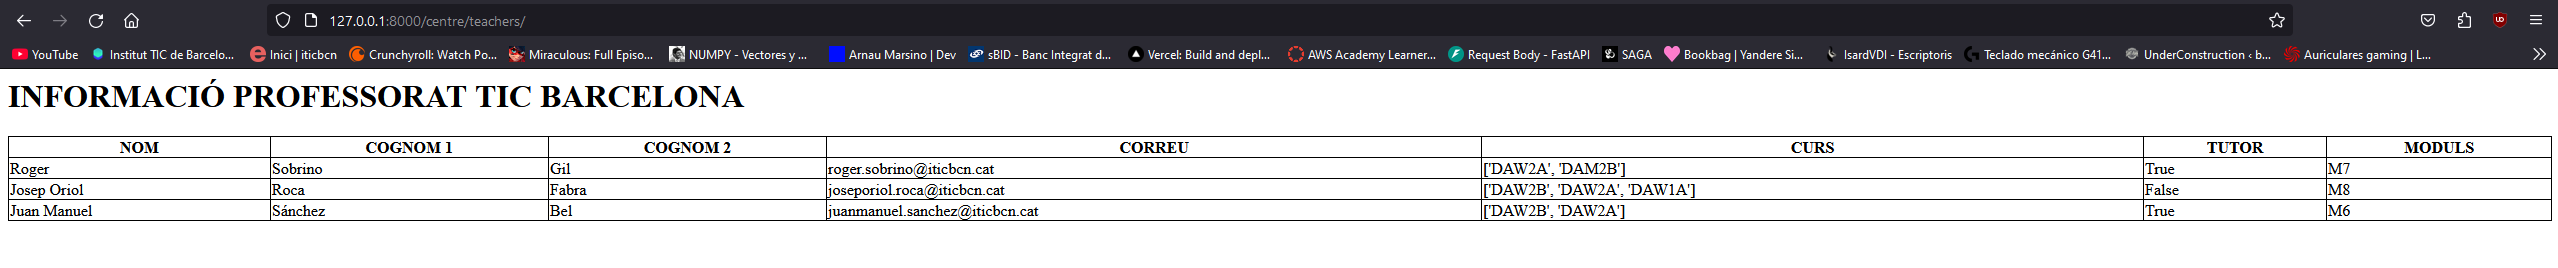 127.0.0.1:8000/centre/teachers/
YouTube Institut TIC de Barcelo... Inici | iticbcn Crunchyroll: Watch Po... Miraculous: Full Episo... NUMPY - Vectores y ... Arnau Marsino | Dev sBID - Banc Integrat d... Vercel: Build and depl... AWS Academy Learner... Request Body - FastAPI SAGA Bookbag | Yandere Si... IsardVDI - Escriptoris Teclado mecánico G41... UnderConstruction ‹ b... Auriculares gaming | L...
INFORMACIÓ PROFESSORAT TIC BARCELONA
NOM COGNOM 1 COGNOM 2 CORREU CURS TUTOR MODULS
Roger Sobrino Gil roger.sobrino@iticbcn.cat ['DAW2A', 'DAM2B'] True M7
Josep Oriol Roca Fabra joseporiol.roca@iticbcn.cat ['DAW2B', 'DAW2A', 'DAW1A'] False M8
Juan Manuel Sánchez Bel juanmanuel.sanchez@iticbcn.cat ['DAW2B', 'DAW2A'] True M6